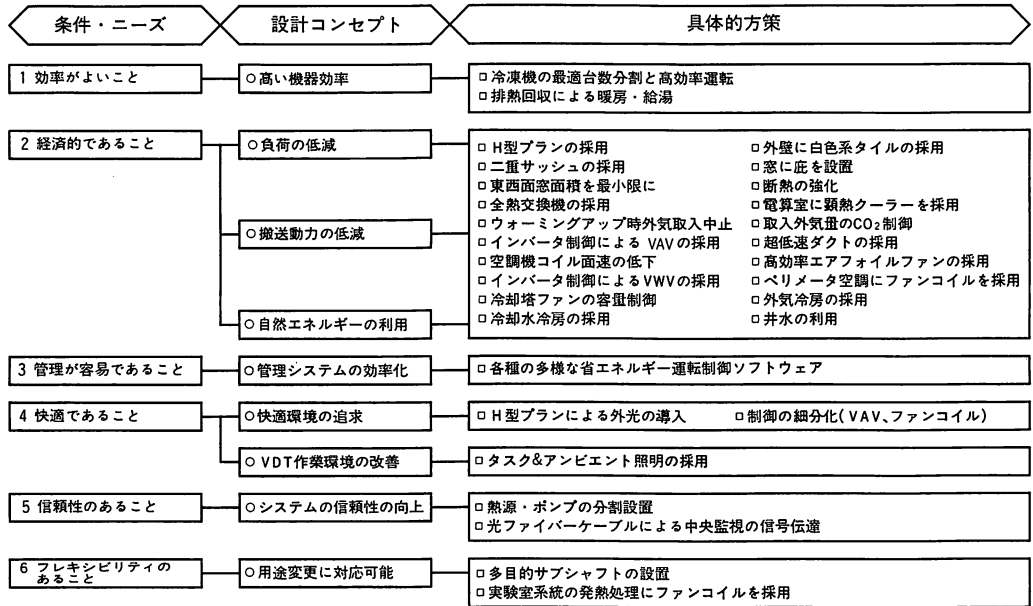 条件・ニーズ
設計コンセプト
具体的方策
1 効率がよいこと
○高い機器効率
□冷凍機の最適台数分割と高効率運転
□排熱回収による暖房・給湯
2 経済的であること
○負荷の低減
○搬送動力の低減
○自然エネルギーの利用
□H型プランの採用
□二重サッシュの採用
□東西面窓面積を最小限に
□全熱交換機の採用
□ウォーミングアップ時外気取入中止
□インバータ制御による VAVの採用
□空調機コイル面速の低下
□インバータ制御によるVWVの採用
□冷却塔ファンの容量制御
□冷却水冷房の採用
□外壁に白色系タイルの採用
□窓に庇を設置
□断熱の強化
□電算室に顕熱クーラーを採用
□取入外気量のCO₂制御
□超低速ダクトの採用
□高効率エアフォイルファンの採用
□ペリメータ空調にファンコイルを採用
□外気冷房の採用
□井水の利用
3 管理が容易であること
○管理システムの効率化
□各種の多様な省エネルギー運転制御ソフトウェア
4 快適であること
○快適環境の追求
□H型プランによる外光の導入 □制御の細分化(VAV、ファンコイル)
○VDT作業環境の改善
□タスク&アンビエント照明の採用
5 信頼性のあること
○システムの信頼性の向上
□熱源・ポンプの分割設置
□光ファイバーケーブルによる中央監視の信号伝達
6 フレキシビリティの
あること
○用途変更に対応可能
□多目的サブシャフトの設置
□実験室系統の発熱処理にファンコイルを採用